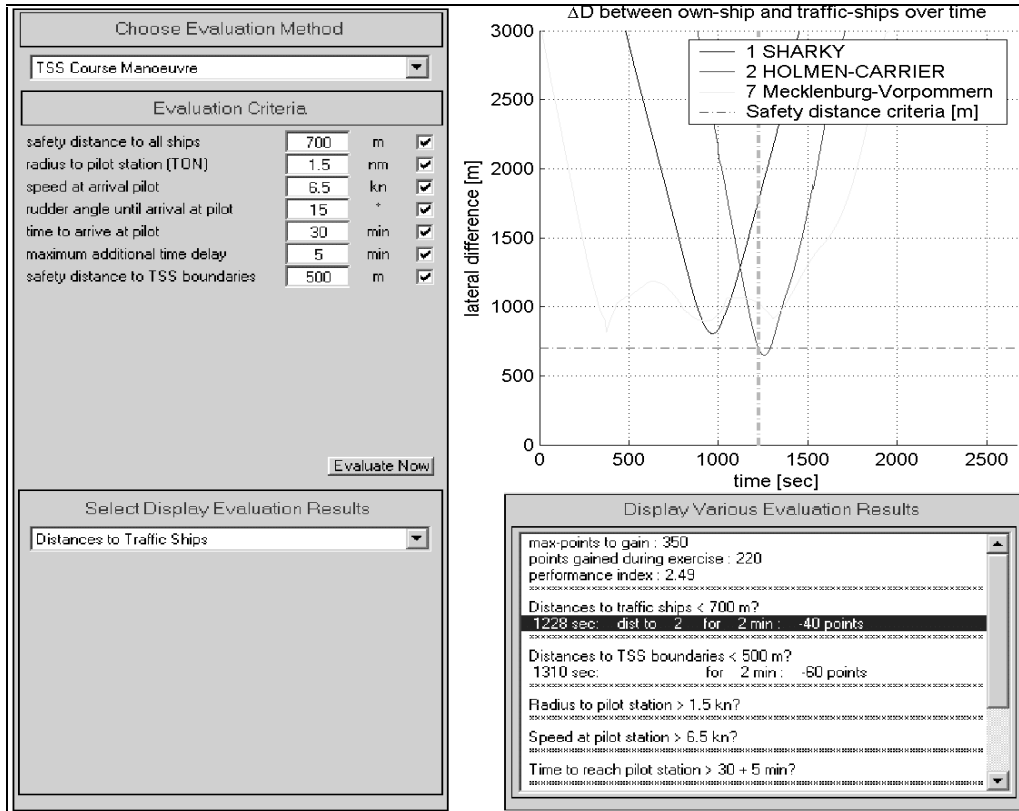 Choose Evaluation Method
TSS Course Manoeuvre
Evaluation Criteria
safety distance to all ships 700 m
radius to pilot station (TON) 1.5 nm
speed at arrival pilot 6.5 kn
rudder angle until arrival at pilot 15 °
time to arrive at pilot 30 min
maximum additional time delay 5 min
safety distance to TSS boundaries 500 m
Evaluate Now
Select Display Evaluation Results
Distances to Traffic Ships
ΔD between own-ship and traffic-ships over time
1 SHARKY
2 HOLMEN-CARRIER
7 Mecklenburg-Vorpommern
Safety distance criteria [m]
lateral difference [m]
3000
2500
2000
1500
1000
500
0
0 500 1000 1500 2000 2500
time [sec]
Display Various Evaluation Results
max-points to gain : 350
points gained during exercise : 220
performance index : 2.49
Distances to traffic ships < 700 m?
1228 sec: dist to 2 for 2 min : -40 points
Distances to TSS boundaries < 500 m?
1310 sec: for 2 min : -60 points
Radius to pilot station > 1.5 kn?
Speed at pilot station > 6.5 kn?
Time to reach pilot station > 30 + 5 min?